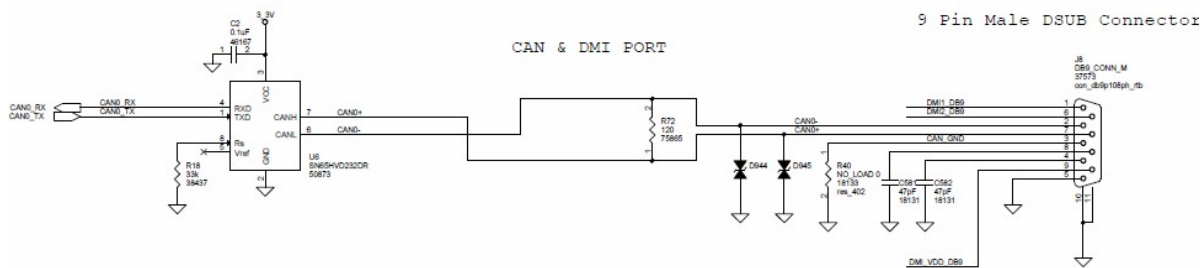 9 Pin Male DSUB Connector
CAN & DMI PORT
3_3V
C2
0.1uF
46167
1
2
3
VCC
CAN0_RX
CAN0_RX
4
RXD
CAN0_TX
CAN0_TX
1
TXD
CANH
7
CAN0+
CANL
6
CAN0-
8
Rs
5
Vref
GND
2
U6
SN65HVD232DR
50873
R18
33k
38437
2
R72
120
75865
1
CAN0-
CAN0+
D944
D945
1
R40
NO_LOAD 0
18133
res_402
2
C581
47pF
18131
C582
47pF
18131
CAN_GND
DMI1_DB9
DMI2_DB9
DMI_VDD_DB9
J8
DB9_CONN_M
37573
con_db9p108ph_rtb
1
6
2
7
3
8
4
9
5
10
11